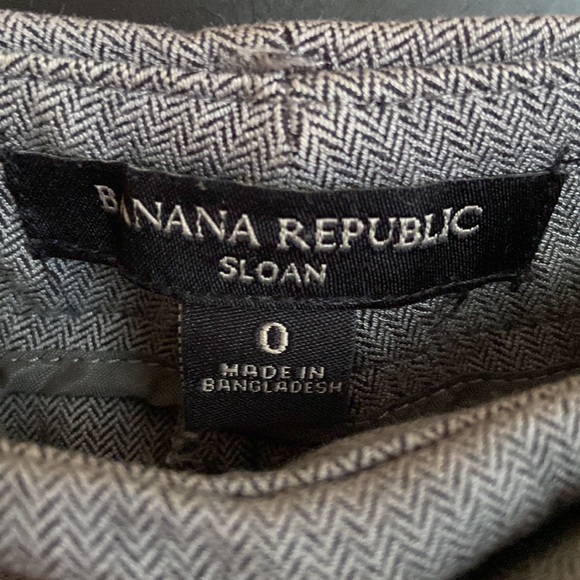 BANANA REPUBLIC
SLOAN
0
MADE IN
BANGLADESH